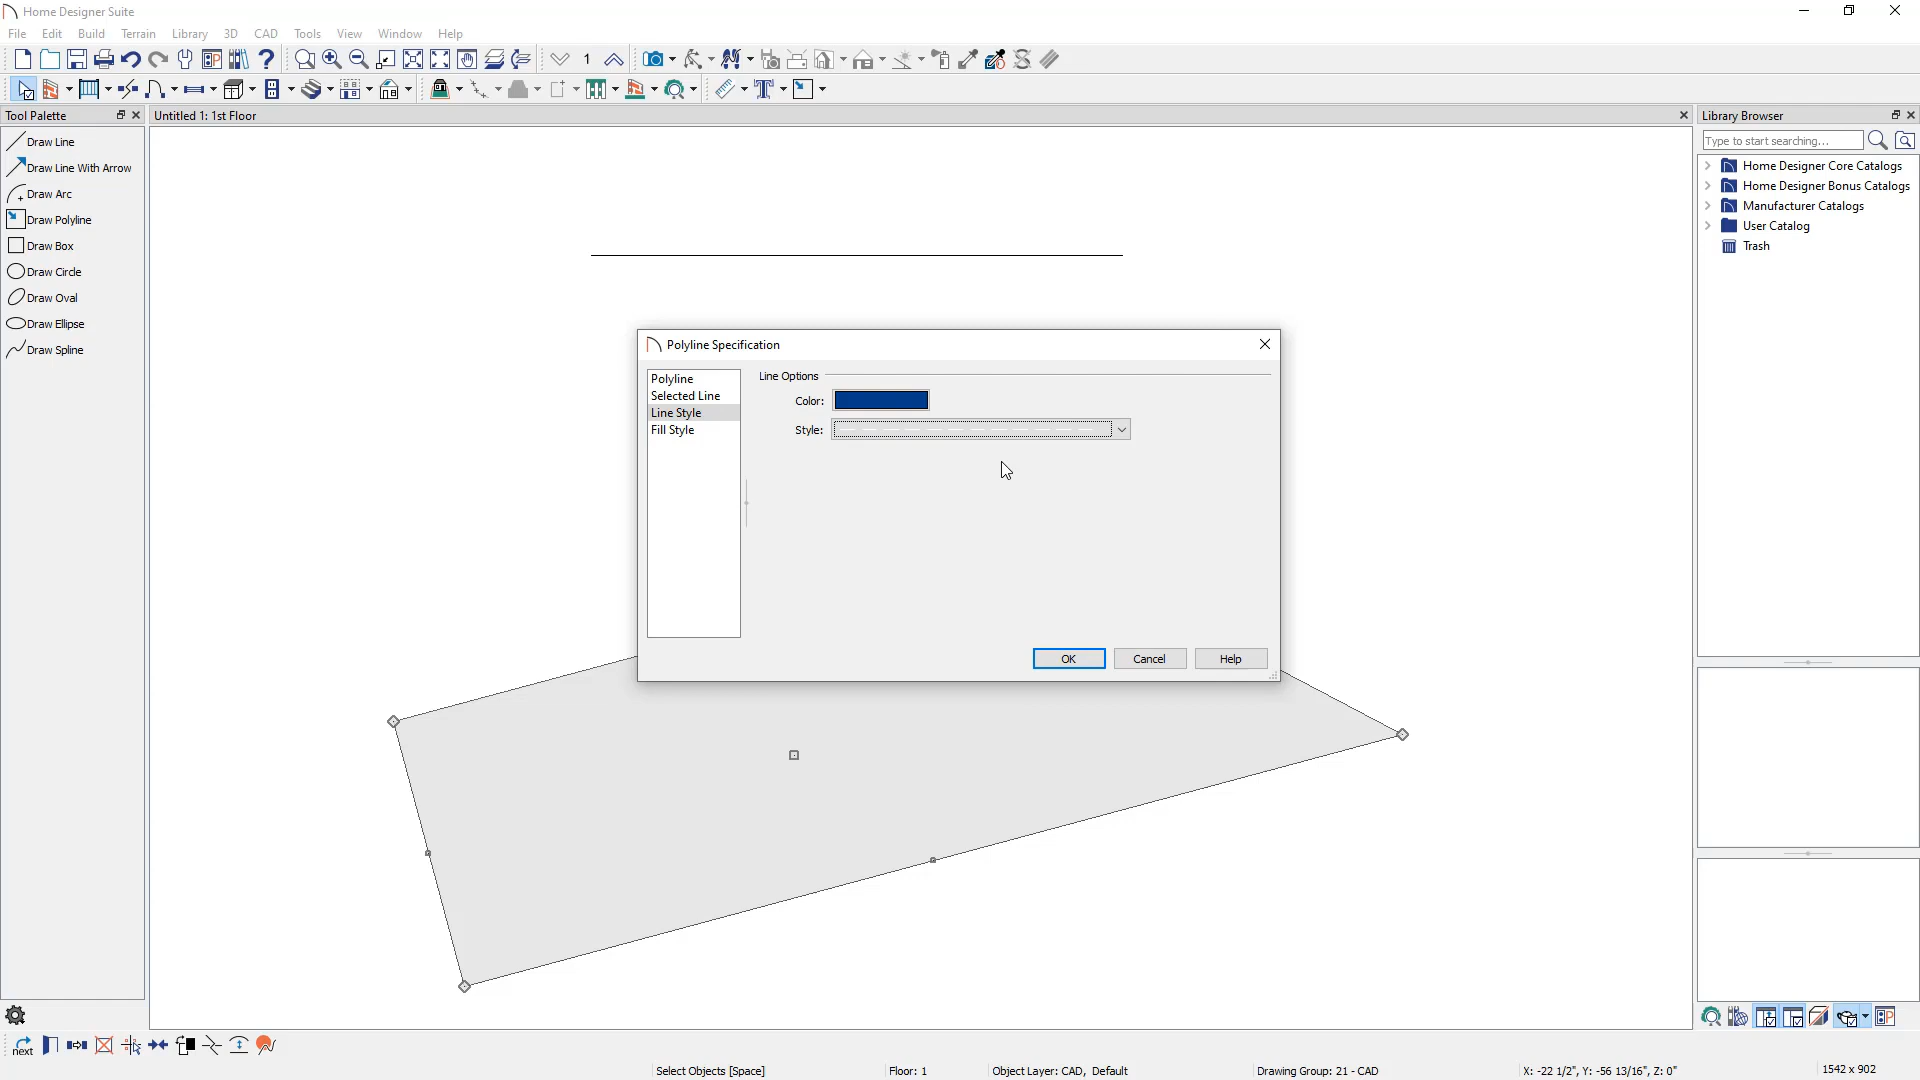 Home Designer Suite
File Edit Build Terrain Library 3D CAD Tools View Window Help
1
Tool Palette
Untitled 1: 1st Floor
Library Browser
Draw Line
Draw Line With Arrow
Draw Arc
Draw Polyline
Draw Box
Draw Circle
Draw Oval
Draw Ellipse
Draw Spline
Type to start searching...
Home Designer Core Catalogs
Home Designer Bonus Catalogs
Manufacturer Catalogs
User Catalog
Trash
Polyline Specification
Polyline
Selected Line
Line Style
Fill Style
Line Options
Color:
Style:
OK Cancel Help
next
Select Objects [Space] Floor: 1 Object Layer: CAD, Default Drawing Group: 21 - CAD X: -22 1/2", Y: -56 13/16", Z: 0" 1542 x 902